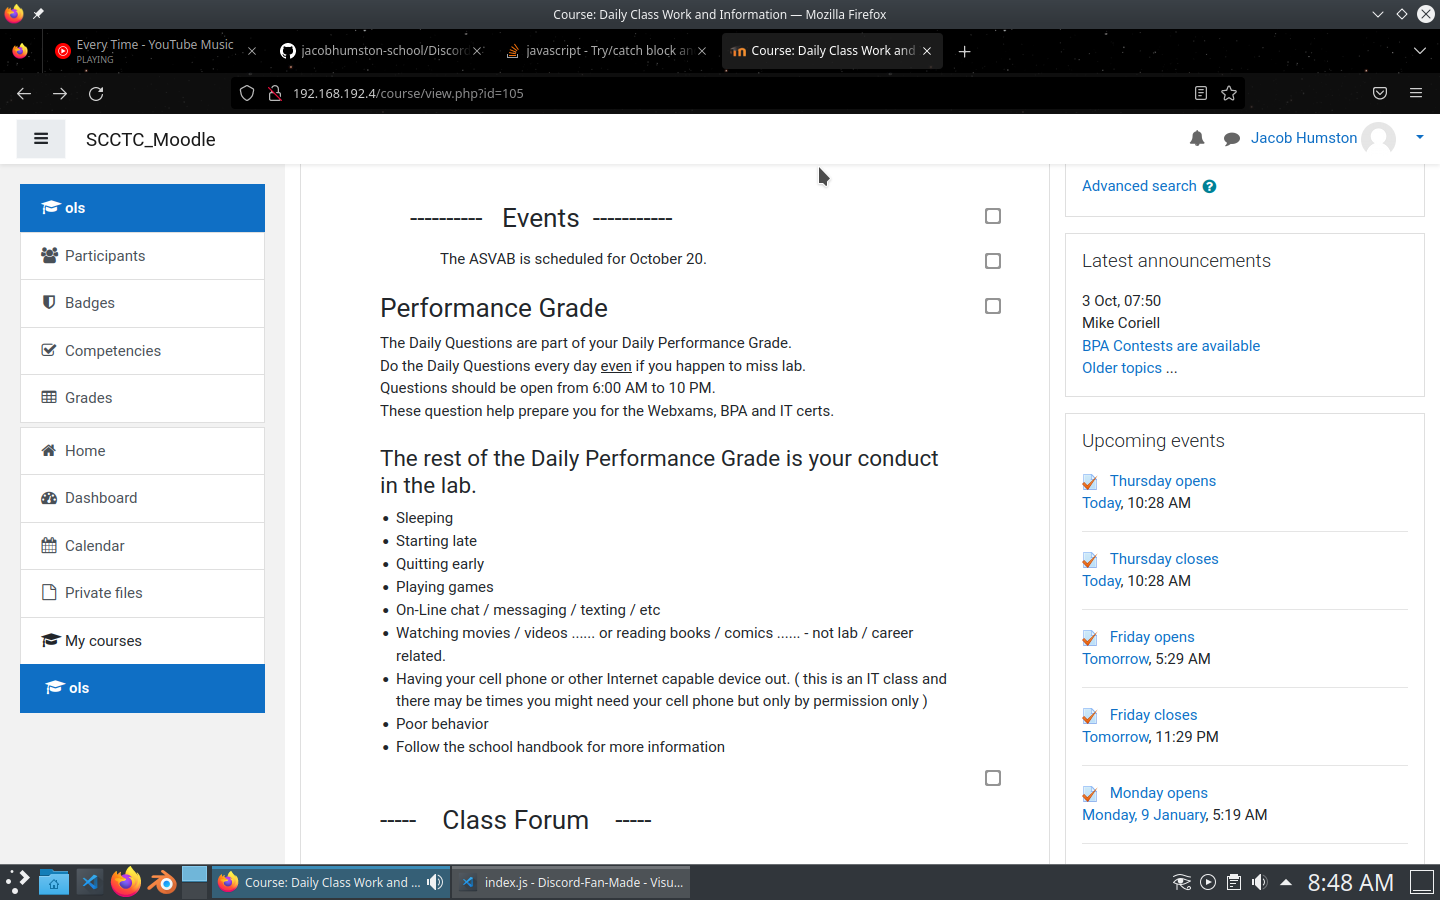 Course: Daily Class Work and Information — Mozilla Firefox
Every Time - YouTube Music
PLAYING
jacobhumston-school/Discord
javascript - Try/catch block an
Course: Daily Class Work and
192.168.192.4/course/view.php?id=105
SCCTC_Moodle
Jacob Humston
ols
Participants
Badges
Competencies
Grades
Home
Dashboard
Calendar
Private files
My courses
ols
---------- Events -----------
The ASVAB is scheduled for October 20.
Performance Grade
The Daily Questions are part of your Daily Performance Grade.
Do the Daily Questions every day even if you happen to miss lab.
Questions should be open from 6:00 AM to 10 PM.
These question help prepare you for the Webxams, BPA and IT certs.
The rest of the Daily Performance Grade is your conduct
in the lab.
• Sleeping
• Starting late
• Quitting early
• Playing games
• On-Line chat / messaging / texting / etc
• Watching movies / videos ...... or reading books / comics ...... - not lab / career
related.
• Having your cell phone or other Internet capable device out. ( this is an IT class and
there may be times you might need your cell phone but only by permission only )
• Poor behavior
• Follow the school handbook for more information
----- Class Forum -----
Advanced search
Latest announcements
3 Oct, 07:50
Mike Coriell
BPA Contests are available
Older topics ...
Upcoming events
Thursday opens
Today, 10:28 AM
Thursday closes
Today, 10:28 AM
Friday opens
Tomorrow, 5:29 AM
Friday closes
Tomorrow, 11:29 PM
Monday opens
Monday, 9 January, 5:19 AM
Course: Daily Class Work and ...
index.js - Discord-Fan-Made - Visu...
8:48 AM